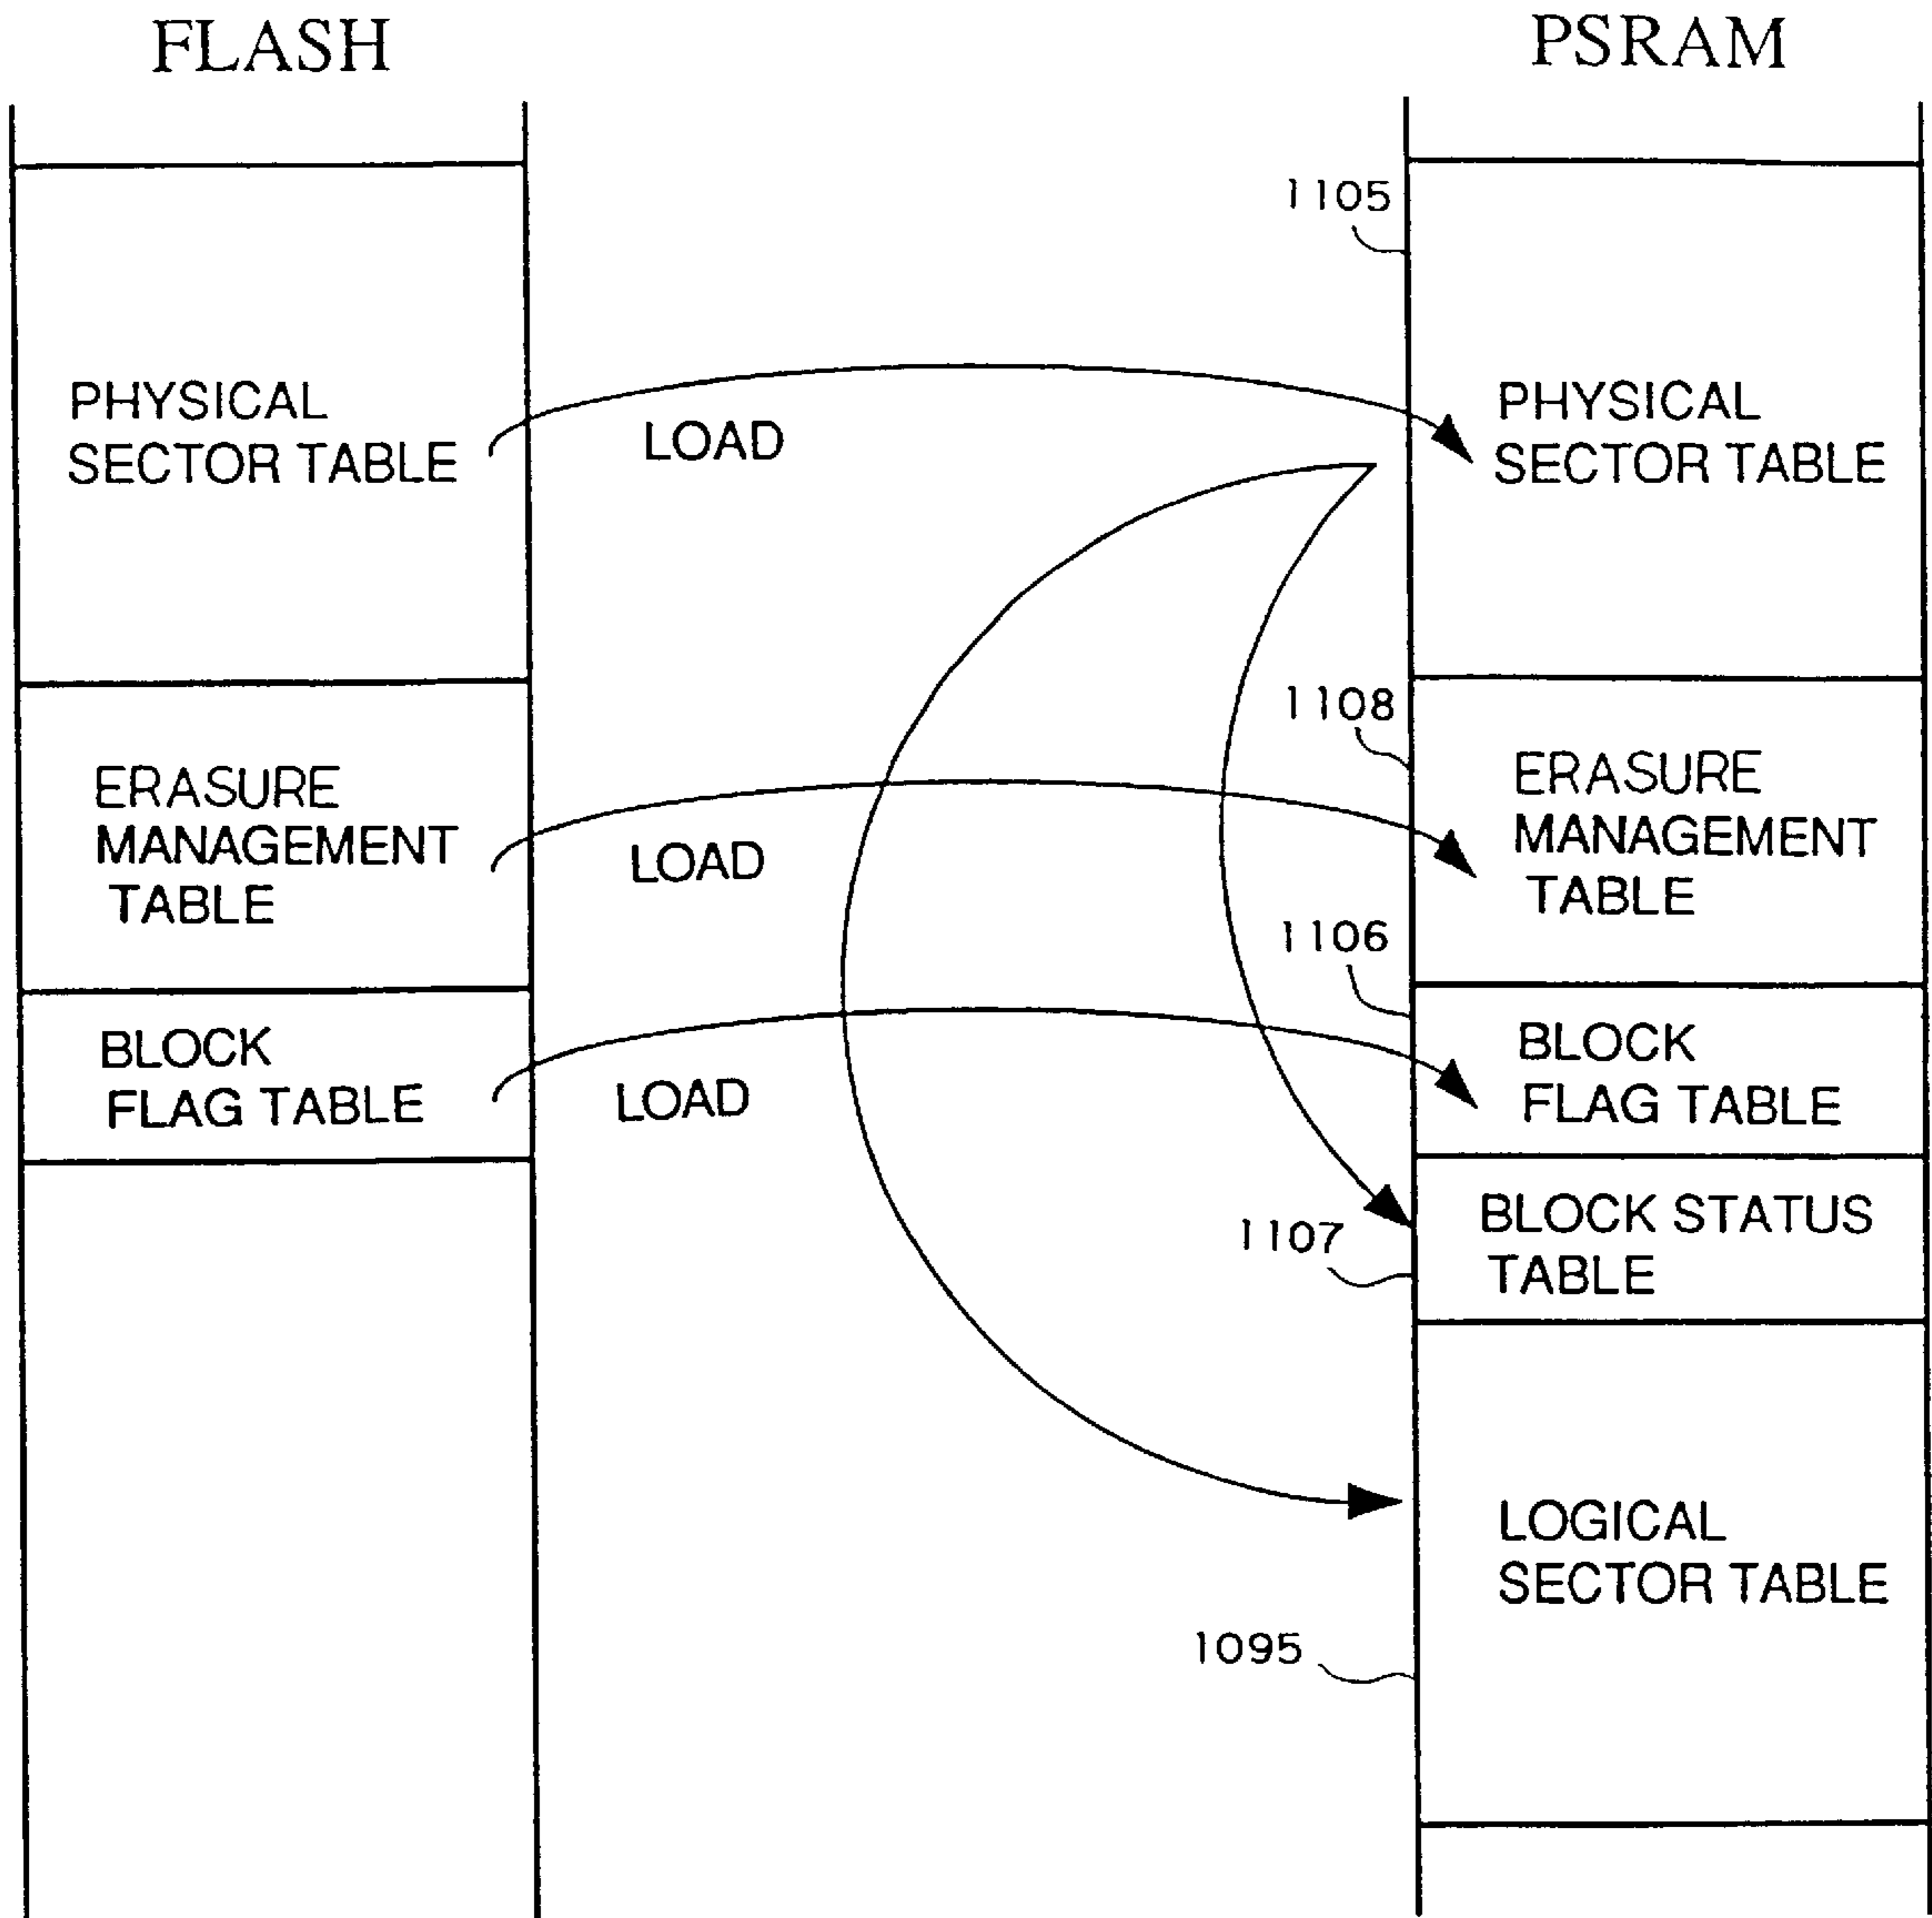 FLASH
PSRAM
1105
PHYSICAL
SECTOR TABLE
LOAD
PHYSICAL
SECTOR TABLE
1108
ERASURE
MANAGEMENT
TABLE
LOAD
ERASURE
MANAGEMENT
TABLE
1106
BLOCK
FLAG TABLE
LOAD
BLOCK
FLAG TABLE
1107
BLOCK STATUS
TABLE
LOGICAL
SECTOR TABLE
1095